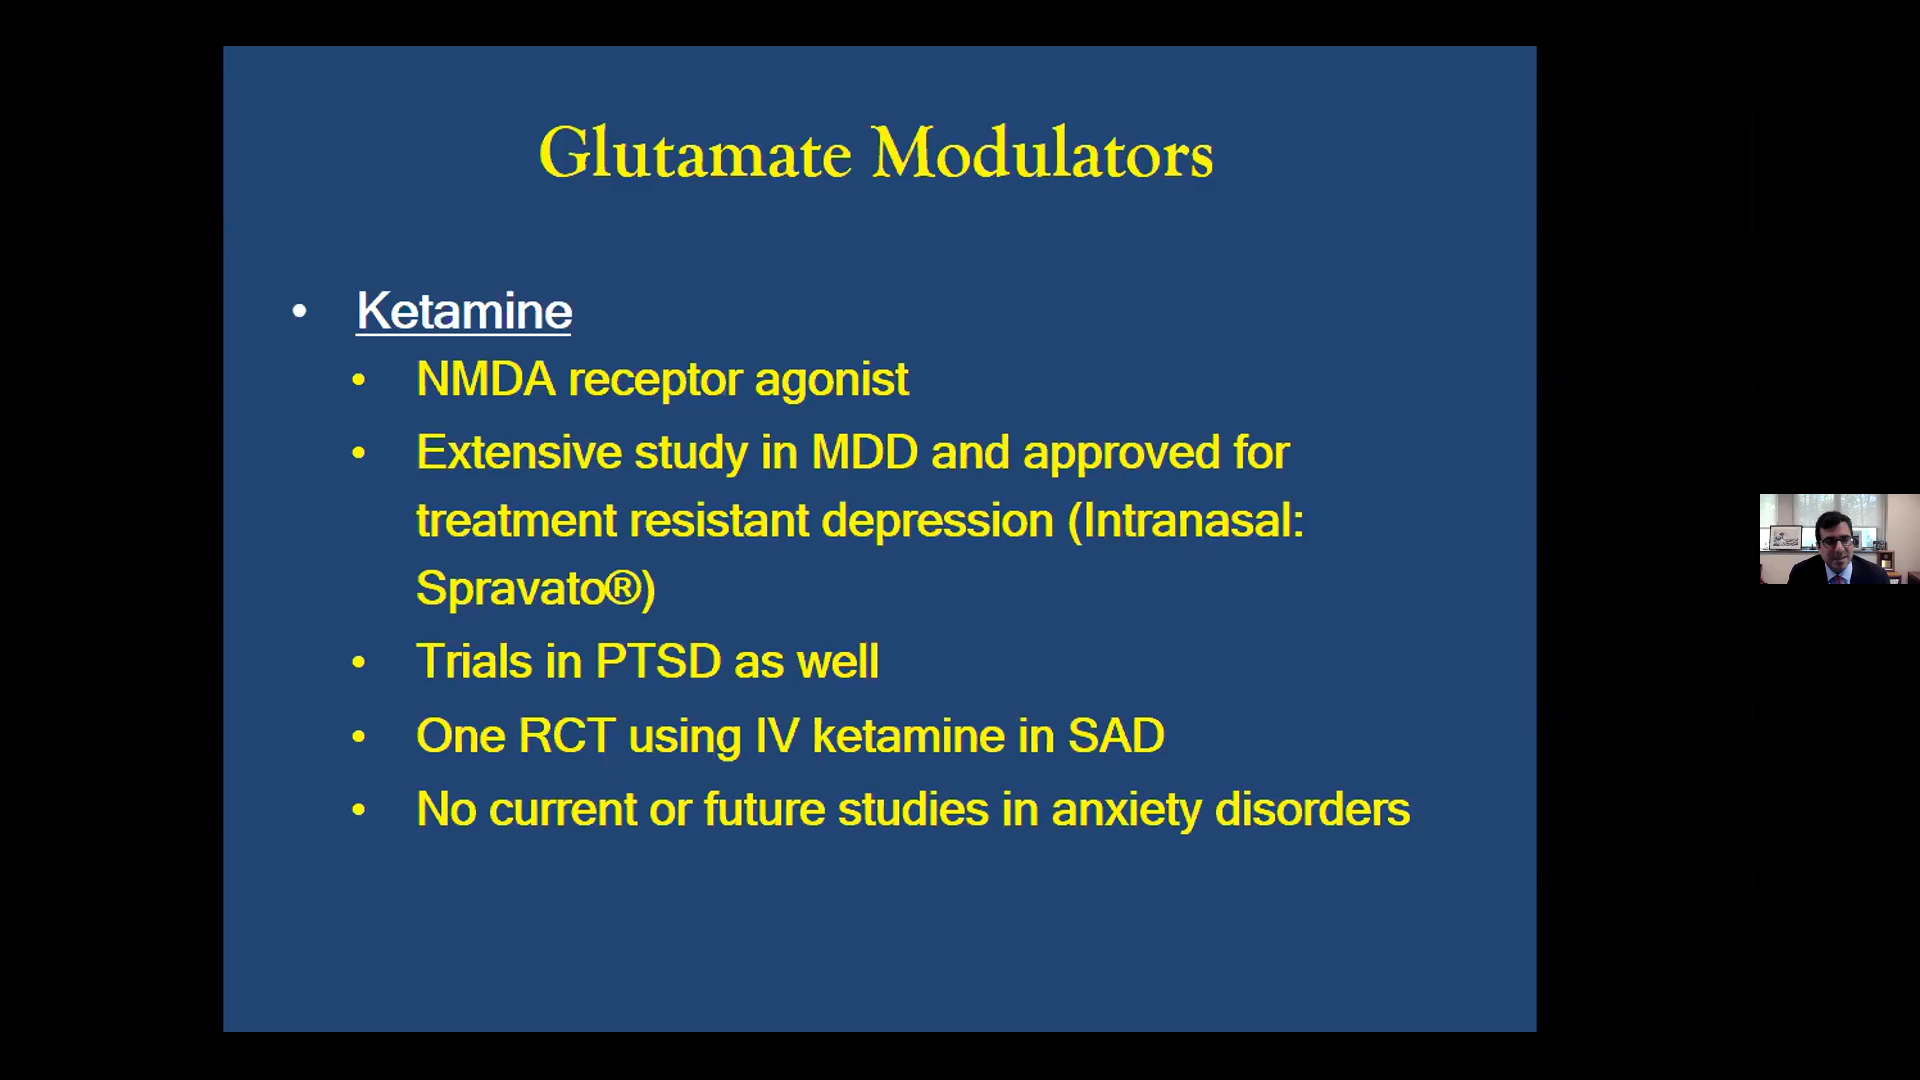 Glutamate Modulators
• Ketamine
• NMDA receptor agonist
• Extensive study in MDD and approved for
treatment resistant depression (Intranasal:
Spravato®)
• Trials in PTSD as well
• One RCT using IV ketamine in SAD
• No current or future studies in anxiety disorders